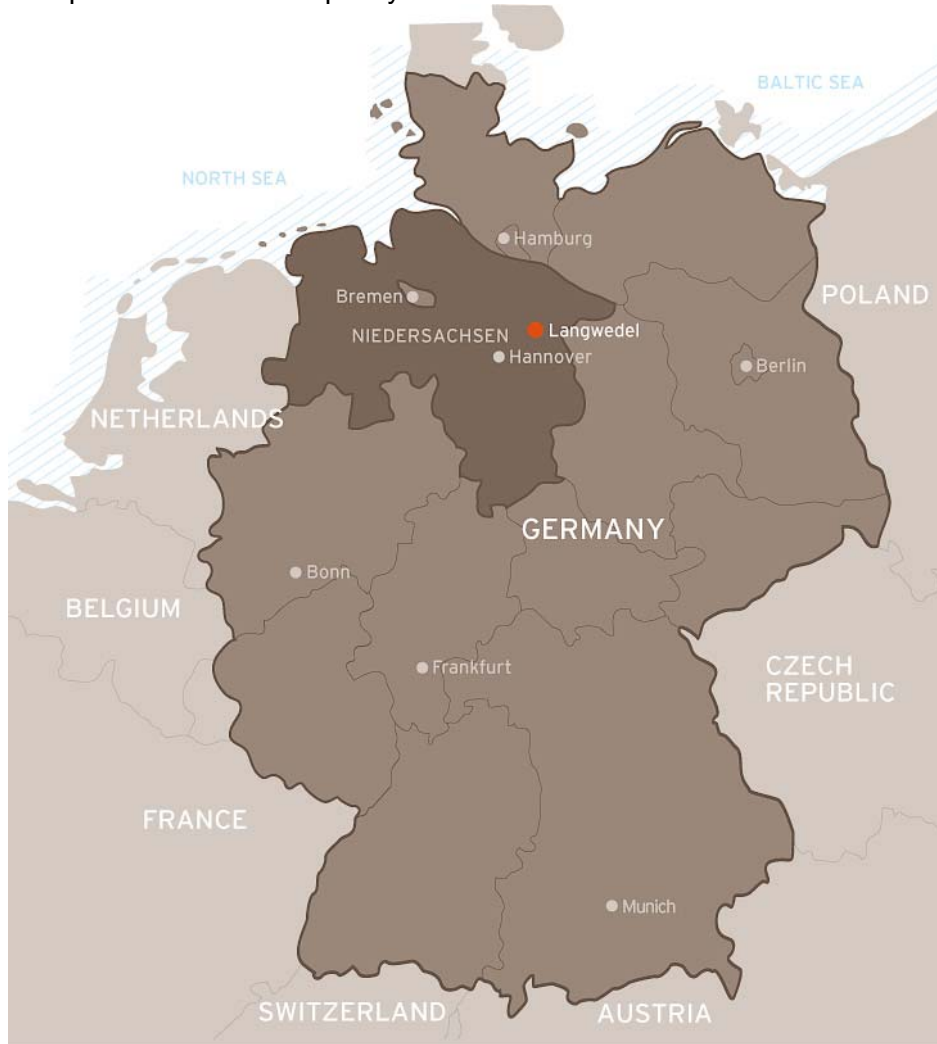 BALTIC SEA
NORTH SEA
Hamburg
Bremen
POLAND
NIEDERSACHSEN
Langwedel
Hannover
Berlin
NETHERLANDS
GERMANY
Bonn
BELGIUM
Frankfurt
CZECH
REPUBLIC
FRANCE
Munich
SWITZERLAND
AUSTRIA